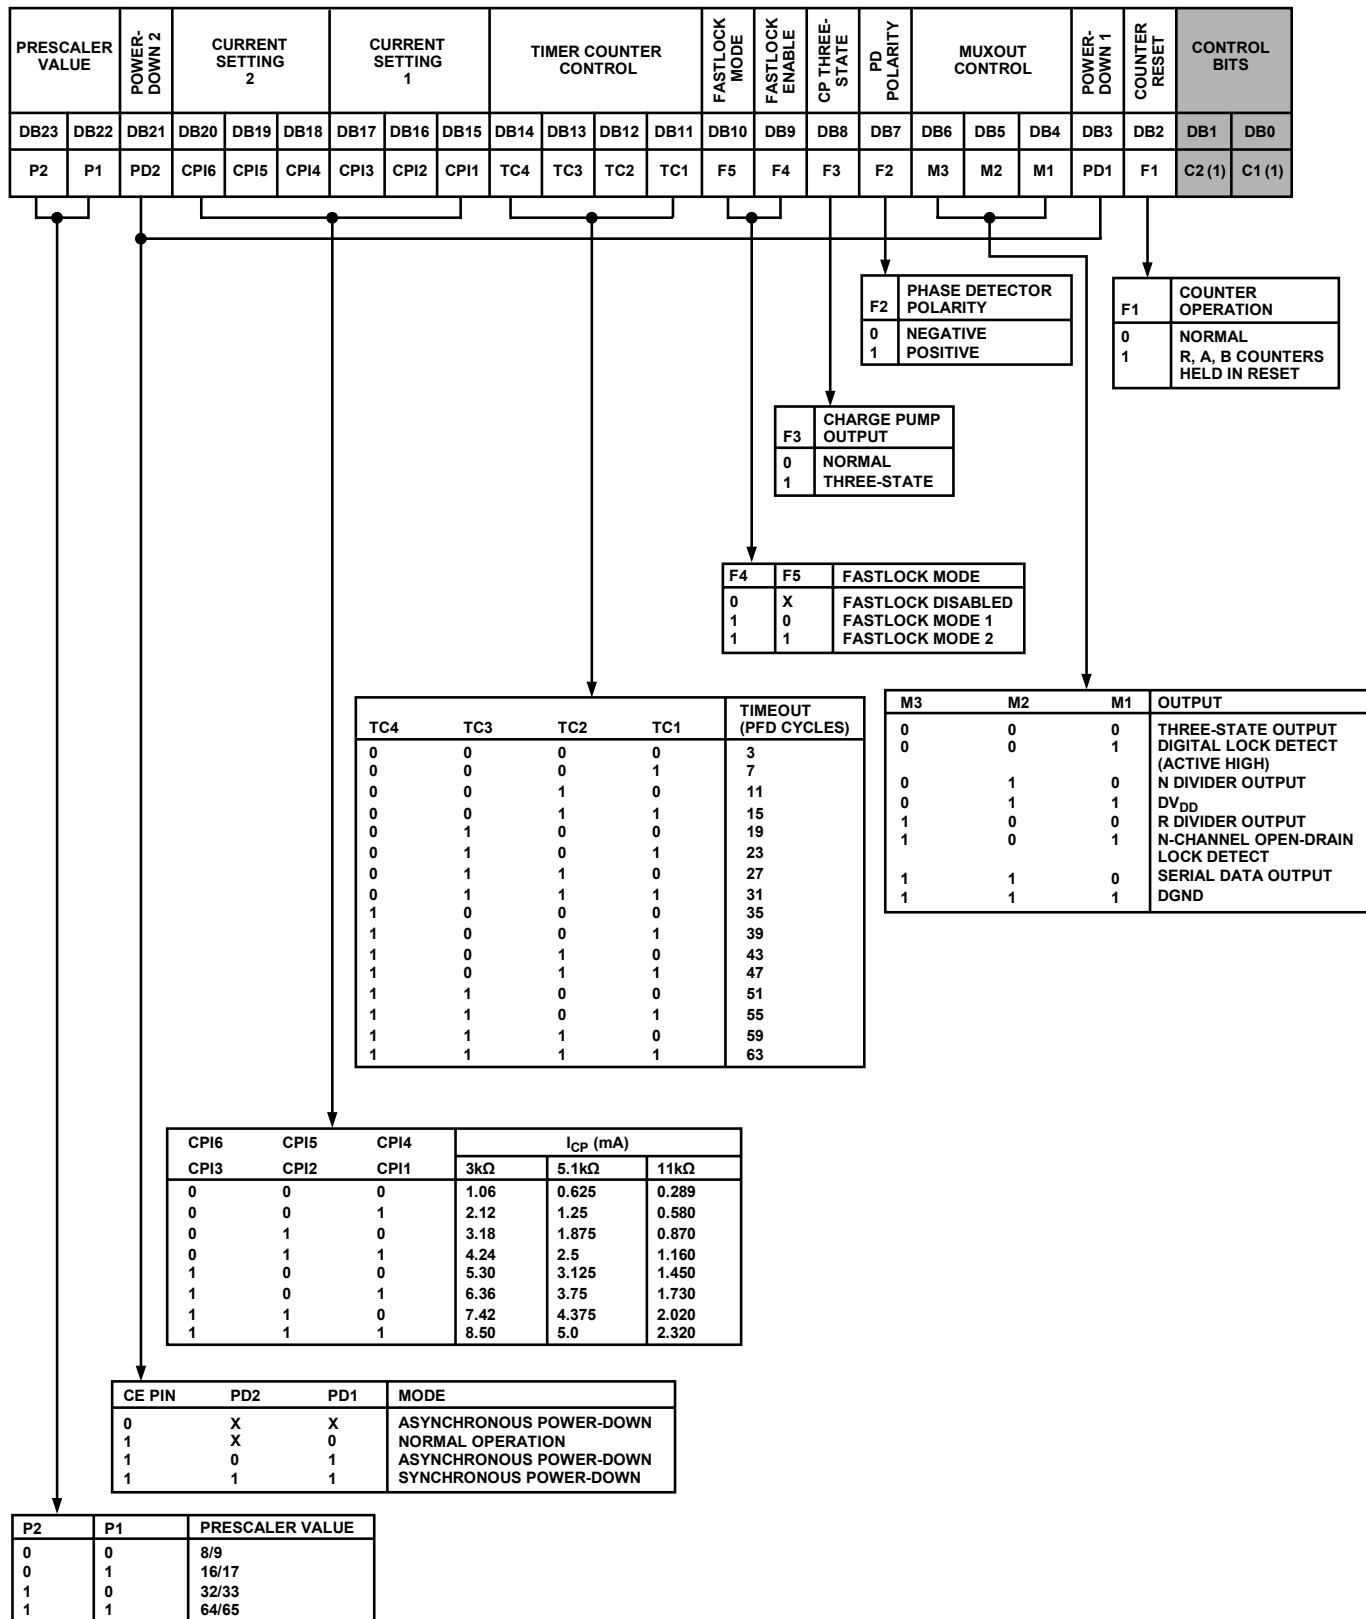 PRESCALER VALUE POWER-DOWN 2 CURRENT SETTING 2 CURRENT SETTING 1 TIMER COUNTER CONTROL FASTLOCK MODE FASTLOCK ENABLE CP THREE-STATE PD POLARITY MUXOUT CONTROL POWER-DOWN 1 COUNTER RESET CONTROL BITS
DB23 DB22 DB21 DB20 DB19 DB18 DB17 DB16 DB15 DB14 DB13 DB12 DB11 DB10 DB9 DB8 DB7 DB6 DB5 DB4 DB3 DB2 DB1 DB0
P2 P1 PD2 CPI6 CPI5 CPI4 CPI3 CPI2 CPI1 TC4 TC3 TC2 TC1 F5 F4 F3 F2 M3 M2 M1 PD1 F1 C2 (1) C1 (1)
F2 PHASE DETECTOR POLARITY
0 NEGATIVE
1 POSITIVE
F1 COUNTER OPERATION
0 NORMAL
1 R, A, B COUNTERS
HELD IN RESET
F3 CHARGE PUMP OUTPUT
0 NORMAL
1 THREE-STATE
F4 F5 FASTLOCK MODE
0 X FASTLOCK DISABLED
1 0 FASTLOCK MODE 1
1 1 FASTLOCK MODE 2
TC4 TC3 TC2 TC1 TIMEOUT (PFD CYCLES)
0 0 0 0 3
0 0 0 1 7
0 0 1 0 11
0 0 1 1 15
0 1 0 0 19
0 1 0 1 23
0 1 1 0 27
0 1 1 1 31
1 0 0 0 35
1 0 0 1 39
1 0 1 0 43
1 0 1 1 47
1 1 0 0 51
1 1 0 1 55
1 1 1 0 59
1 1 1 1 63
M3 M2 M1 OUTPUT
0 0 0 THREE-STATE OUTPUT
0 0 1 DIGITAL LOCK DETECT
(ACTIVE HIGH)
0 1 0 N DIVIDER OUTPUT
0 1 1 DVDD
1 0 0 R DIVIDER OUTPUT
1 0 1 N-CHANNEL OPEN-DRAIN
LOCK DETECT
1 1 0 SERIAL DATA OUTPUT
1 1 1 DGND
CPI6 CPI5 CPI4 ICP (mA)
CPI3 CPI2 CPI1 3kΩ 5.1kΩ 11kΩ
0 0 0 1.06 0.625 0.289
0 0 1 2.12 1.25 0.580
0 1 0 3.18 1.875 0.870
0 1 1 4.24 2.5 1.160
1 0 0 5.30 3.125 1.450
1 0 1 6.36 3.75 1.730
1 1 0 7.42 4.375 2.020
1 1 1 8.50 5.0 2.320
CE PIN PD2 PD1 MODE
0 X X ASYNCHRONOUS POWER-DOWN
1 X 0 NORMAL OPERATION
1 0 1 ASYNCHRONOUS POWER-DOWN
1 1 1 SYNCHRONOUS POWER-DOWN
P2 P1 PRESCALER VALUE
0 0 8/9
0 1 16/17
1 0 32/33
1 1 64/65